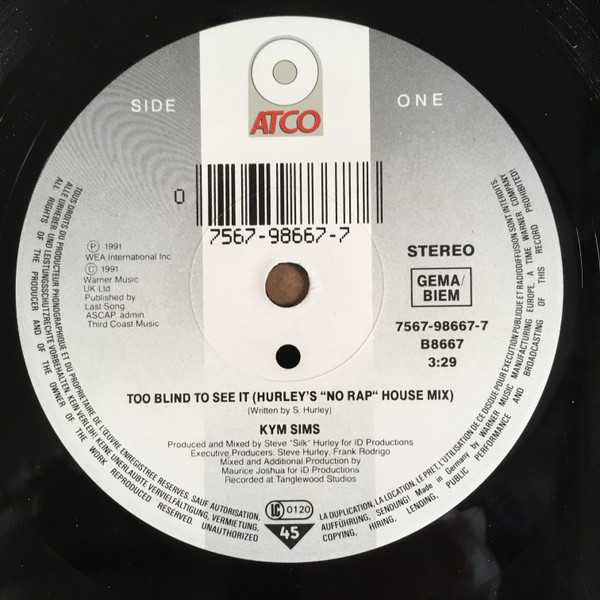 SIDE
ONE
ATCO
0
7567-98667-7
℗ 1991
WEA International Inc.
© 1991
Warner Music
UK Ltd
Published by
Last Song.
ASCAP admin
Third Coast Music
STEREO
GEMA/
BIEM
7567-98667-7
B8667
3:29
TOO BLIND TO SEE IT (HURLEY'S "NO RAP" HOUSE MIX)
(Written by S. Hurley)
KYM SIMS
Produced and Mixed by Steve "Silk" Hurley for ID Productions
Executive Producers: Steve Hurley, Frank Rodrigo
Mixed and Additional Production by
Maurice Joshua for iD Productions
Recorded at Tanglewood Studios
LC 0120
45
TOUS DROITS DU PRODUCTEUR PHONOGRAPHIQUE ET DU PROPRIETAIRE DE L'ŒUVRE ENREGISTREE RESERVES. SAUF AUTORISATION, LA DUPLICATION, LA LOCATION, LE PRET, L'UTILISATION DE CE DISQUE POUR EXECUTION PUBLIQUE ET RADIODIFFUSION SONT INTERDITS.
ALLE URHEBER- UND LEISTUNGSSCHUTZRECHTE VORBEHALTEN. KEIN VERLEIH! KEINE UNERLAUBTE VERVIELFÄLTIGUNG, VERMIETUNG, AUFFÜHRUNG, SENDUNG! Made in Germany by WARNER MUSIC MANUFACTURING EUROPE. A TIME WARNER COMPANY.
ALL RIGHTS OF THE PRODUCER AND OF THE OWNER OF THE WORK REPRODUCED RESERVED. UNAUTHORIZED COPYING, HIRING, LENDING, PUBLIC PERFORMANCE AND BROADCASTING OF THIS RECORD PROHIBITED!